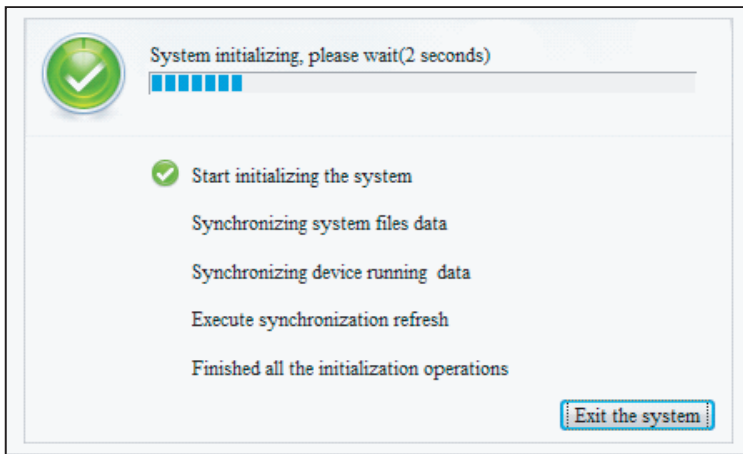 System initializing, please wait(2 seconds)
Start initializing the system
Synchronizing system files data
Synchronizing device running  data
Execute synchronization refresh
Finished all the initialization operations
Exit the system